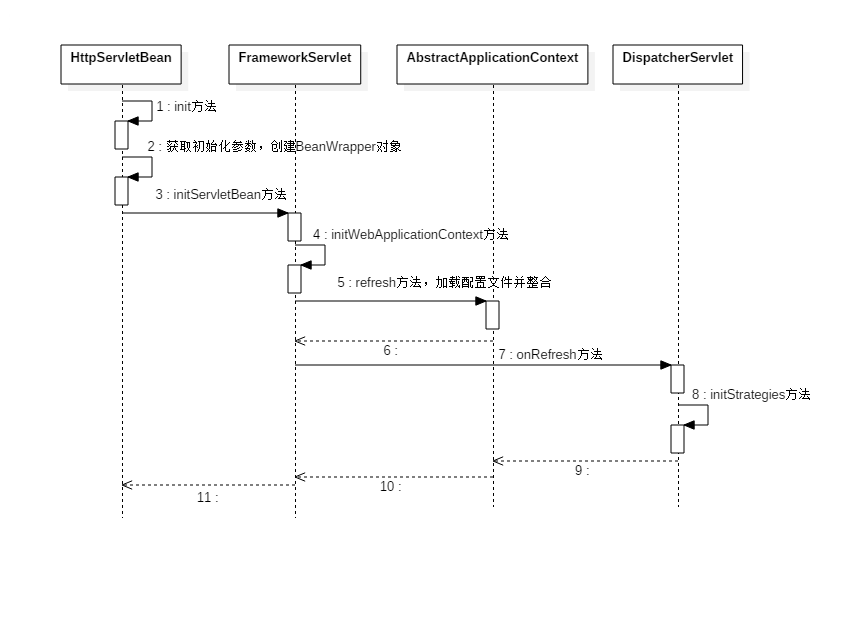 HttpServletBean
FrameworkServlet
AbstractApplicationContext
DispatcherServlet
1 : init方法
2 : 获取初始化参数，创建BeanWrapper对象
3 : initServletBean方法
4 : initWebApplicationContext方法
5 : refresh方法，加载配置文件并整合
6 :
7 : onRefresh方法
8 : initStrategies方法
9 :
10 :
11 :